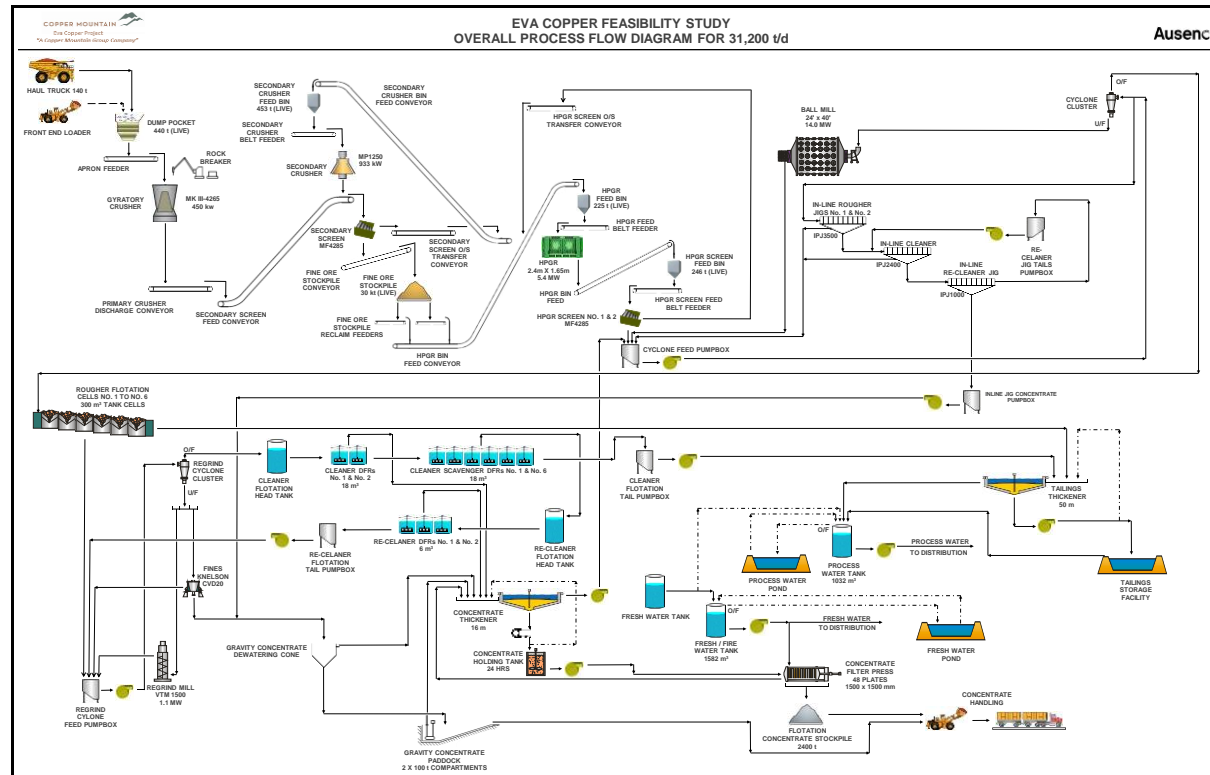 COPPER MOUNTAIN
Eva Copper Project
"A Copper Mountain Group Company"
EVA COPPER FEASIBILITY STUDY
OVERALL PROCESS FLOW DIAGRAM FOR 31,200 t/d
Ausenco
HAUL TRUCK 140 t
FRONT END LOADER
DUMP POCKET
440 t (LIVE)
APRON FEEDER
ROCK
BREAKER
GYRATORY
CRUSHER
MK III-4265
450 kw
PRIMARY CRUSHER
DISCHARGE CONVEYOR
SECONDARY SCREEN
FEED CONVEYOR
SECONDARY
CRUSHER
FEED BIN
453 t (LIVE)
SECONDARY
CRUSHER
BELT FEEDER
SECONDARY
CRUSHER
MP1250
933 kW
SECONDARY
CRUSHER BIN
FEED CONVEYOR
SECONDARY
SCREEN
MF4285
SECONDARY
SCREEN O/S
TRANSFER
CONVEYOR
FINE ORE
STOCKPILE
CONVEYOR
FINE ORE
STOCKPILE
30 kt (LIVE)
FINE ORE
STOCKPILE
RECLAIM FEEDERS
HPGR BIN
FEED CONVEYOR
HPGR SCREEN O/S
TRANSFER CONVEYOR
HPGR
FEED BIN
225 t (LIVE)
HPGR FEED
BELT FEEDER
HPGR
2.4m X 1.65m
5.4 MW
HPGR BIN
FEED
HPGR SCREEN
FEED BIN
246 t (LIVE)
HPGR SCREEN FEED
BELT FEEDER
HPGR SCREEN NO. 1 & 2
MF4285
CYCLONE FEED PUMPBOX
BALL MILL
24' x 40'
14.0 MW
O/F
CYCLONE
CLUSTER
U/F
IN-LINE ROUGHER
JIGS No. 1 & No. 2
IPJ3500
IN-LINE CLEANER
IPJ2400
IN-LINE
RE-CLEANER JIG
IPJ1000
RE-
CELANER
JIG TAILS
PUMPBOX
INLINE JIG CONCENTRATE
PUMPBOX
ROUGHER FLOTATION
CELLS NO. 1 TO NO. 6
300 m³ TANK CELLS
O/F
REGRIND
CYCLONE
CLUSTER
U/F
CLEANER
FLOTATION
HEAD TANK
CLEANER DFRs
No. 1 & No. 2
18 m³
CLEANER SCAVENGER DFRs No. 1 & No. 6
18 m³
CLEANER
FLOTATION
TAIL PUMPBOX
TAILINGS
THICKENER
50 m
RE-CELANER
FLOTATION
TAIL PUMPBOX
RE-CELANER DFRs No. 1 & No. 2
6 m³
RE-CLEANER
FLOTATION
HEAD TANK
O/F
PROCESS WATER
TO DISTRIBUTION
PROCESS WATER
POND
PROCESS
WATER TANK
1032 m³
TAILINGS
STORAGE
FACILITY
FINES
KNELSON
CVD20
CONCENTRATE
THICKENER
16 m
FRESH WATER TANK
O/F
FRESH WATER
TO DISTRIBUTION
FRESH / FIRE
WATER TANK
1582 m³
FRESH WATER
POND
GRAVITY CONCENTRATE
DEWATERING CONE
CONCENTRATE
HOLDING TANK
24 HRS
CONCENTRATE
FILTER PRESS
48 PLATES
1500 x 1500 mm
REGRIND
CYLONE
FEED PUMPBOX
REGRIND MILL
VTM 1500
1.1 MW
FLOTATION
CONCENTRATE STOCKPILE
2400 t
CONCENTRATE
HANDLING
GRAVITY CONCENTRATE
PADDOCK
2 X 100 t COMPARTMENTS